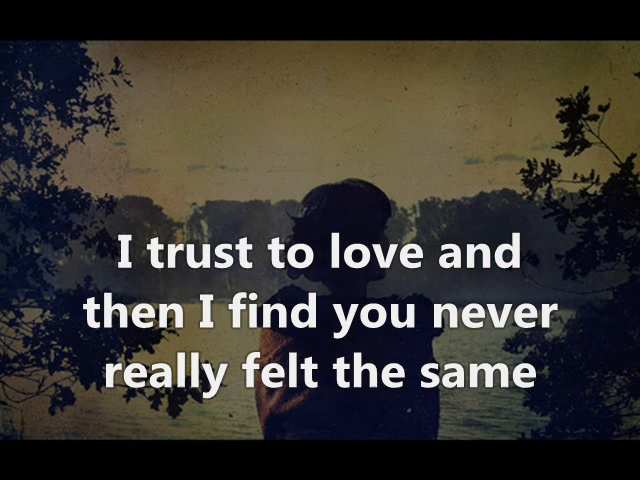 I trust to love and
then I find you never
really felt the same